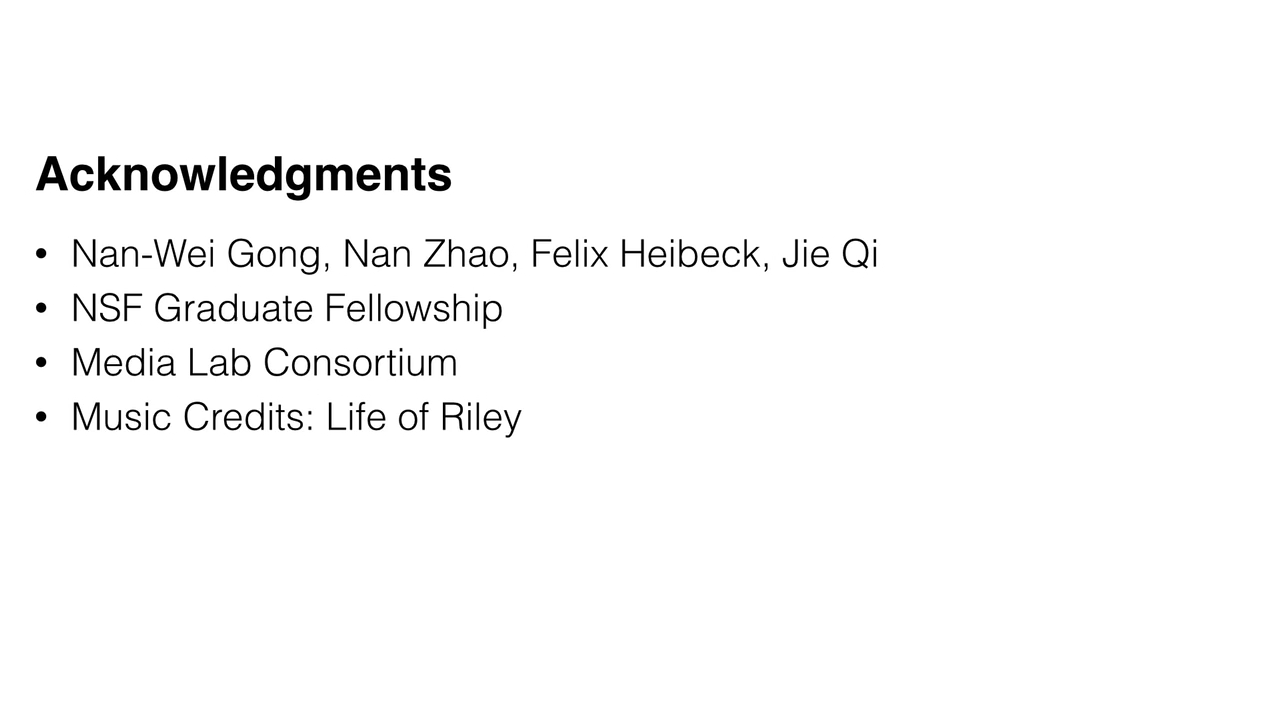 Acknowledgments
• Nan-Wei Gong, Nan Zhao, Felix Heibeck, Jie Qi
• NSF Graduate Fellowship
• Media Lab Consortium
• Music Credits: Life of Riley